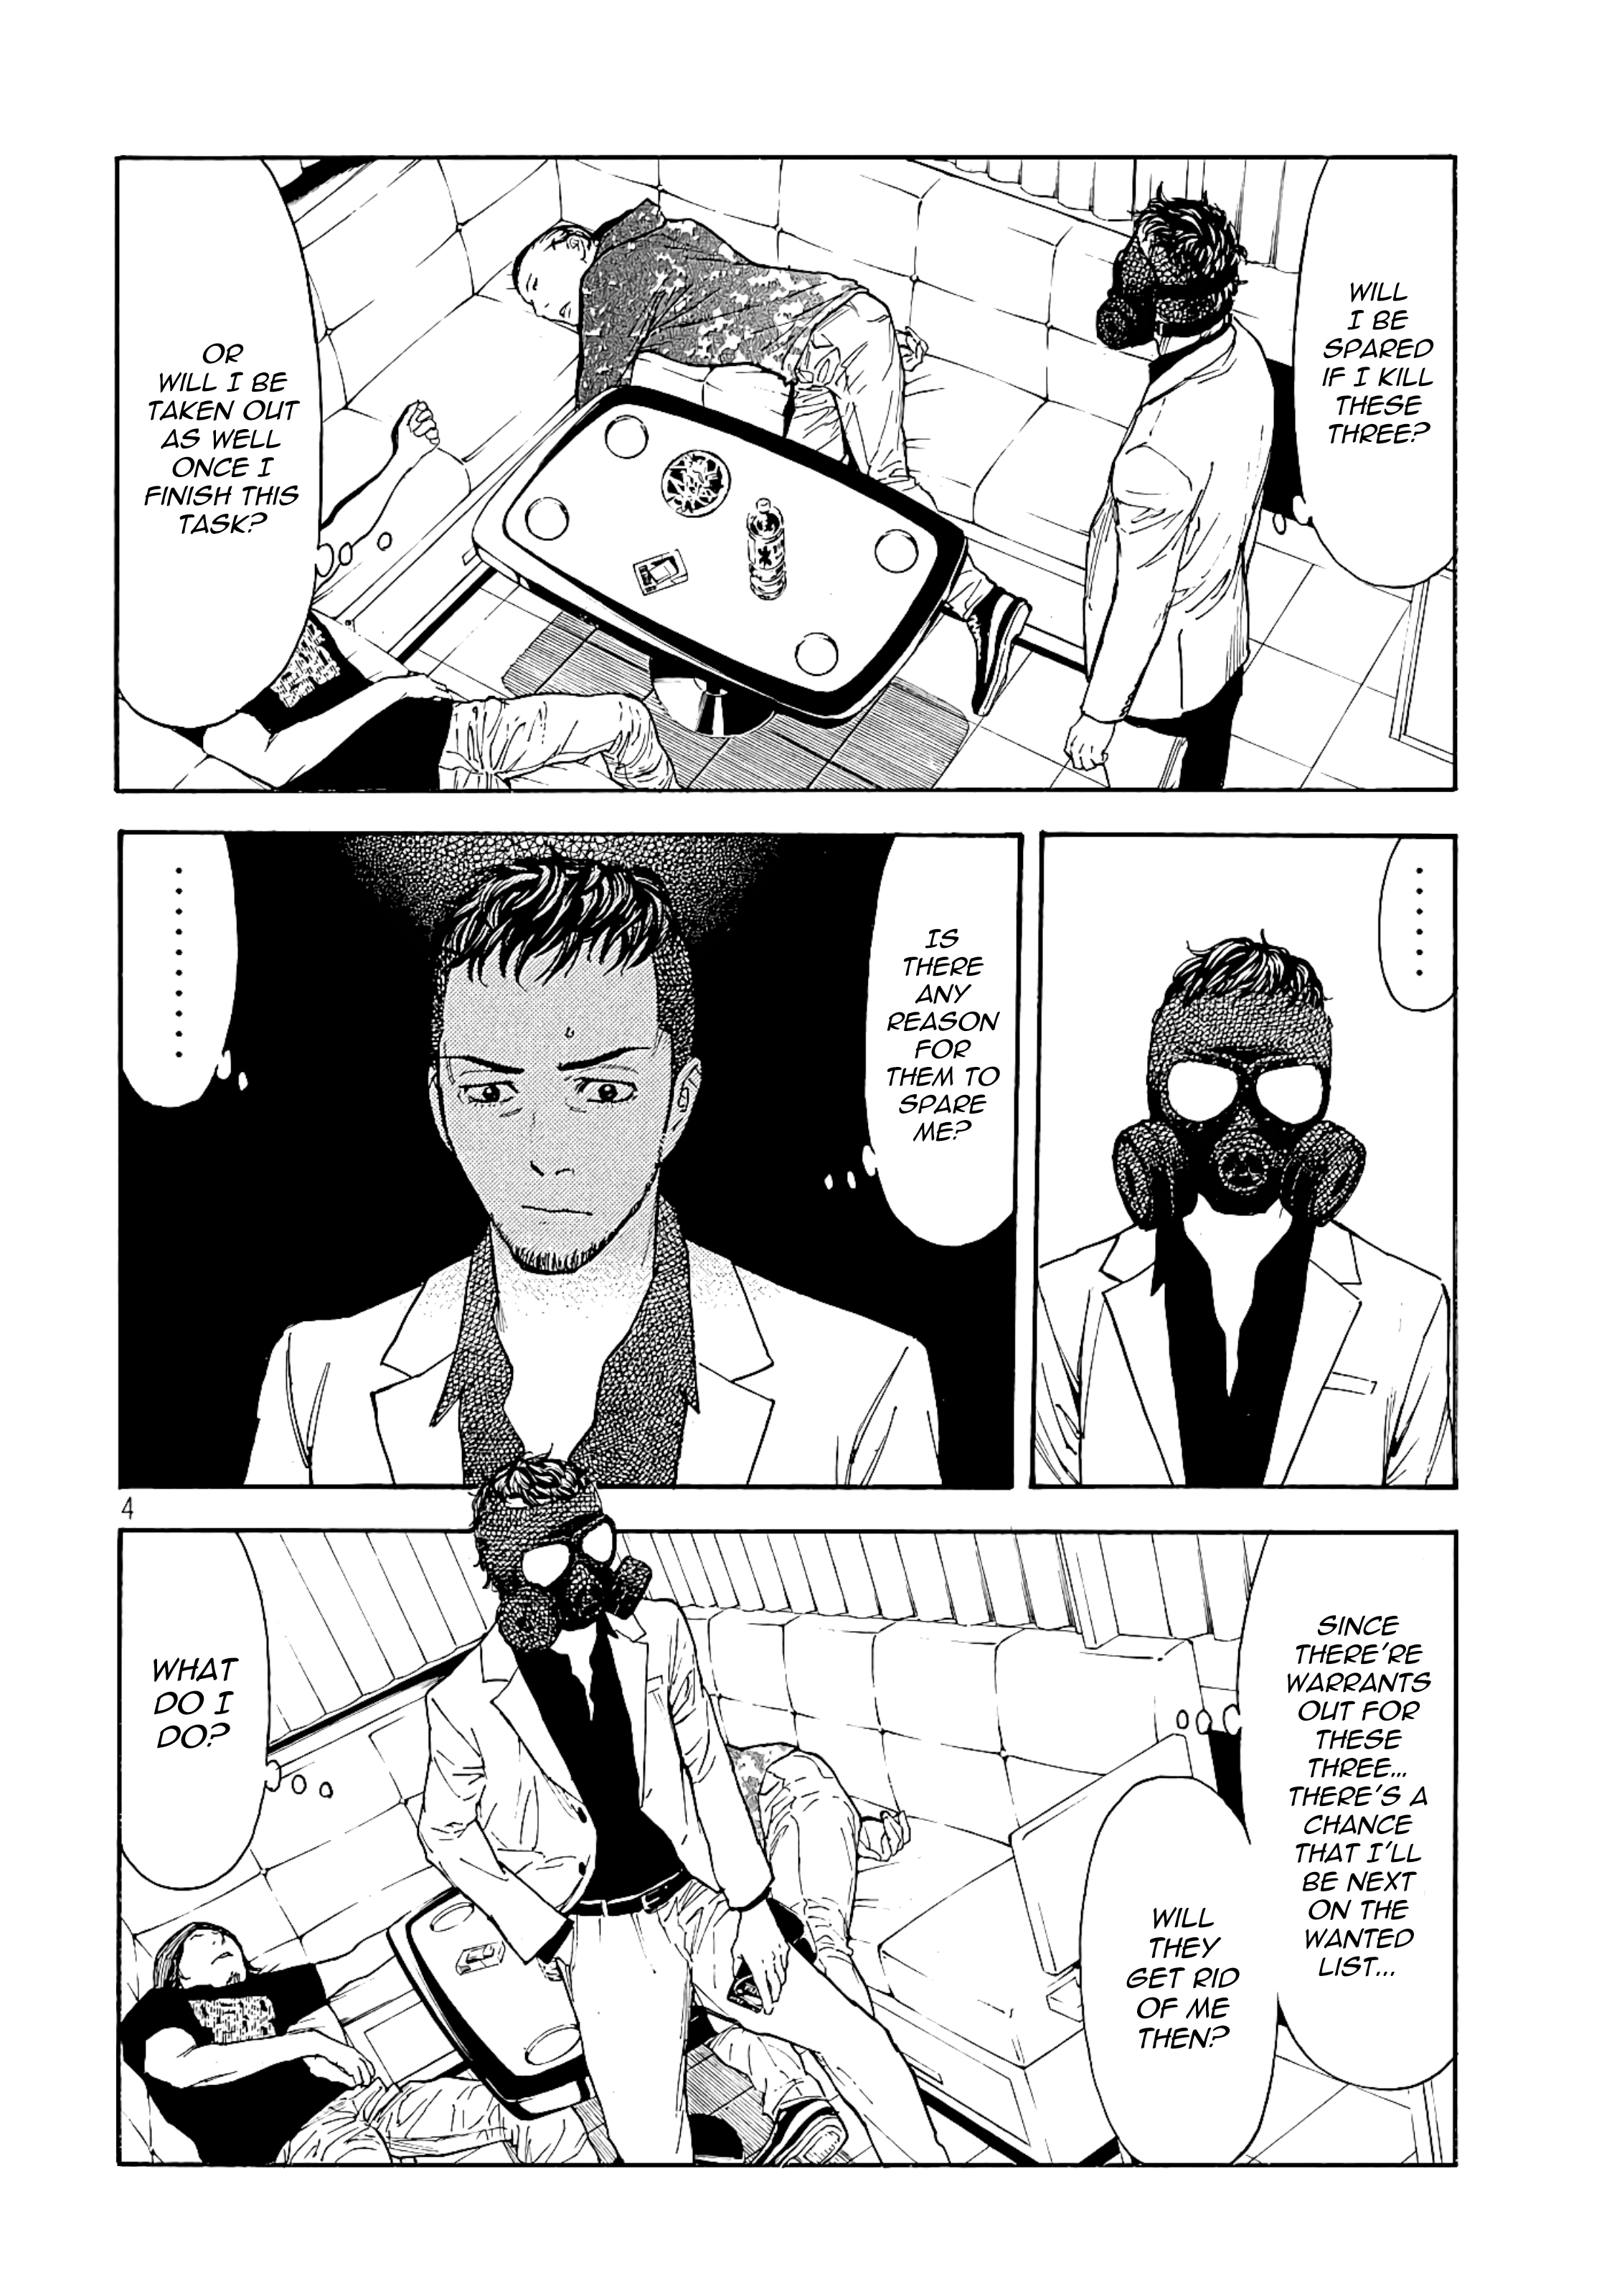 WILL
I BE
SPARED
IF I KILL
THESE
THREE?
OR
WILL I BE
TAKEN OUT
AS WELL
ONCE I
FINISH THIS
TASK?
........
IS
THERE
ANY
REASON
FOR
THEM TO
SPARE
ME?
..........
4
SINCE
THERE'RE
WARRANTS
OUT FOR
THESE
THREE...
THERE'S A
CHANCE
THAT I'LL
BE NEXT
ON THE
WANTED
LIST...
WILL
THEY
GET RID
OF ME
THEN?
WHAT
DO I
DO?